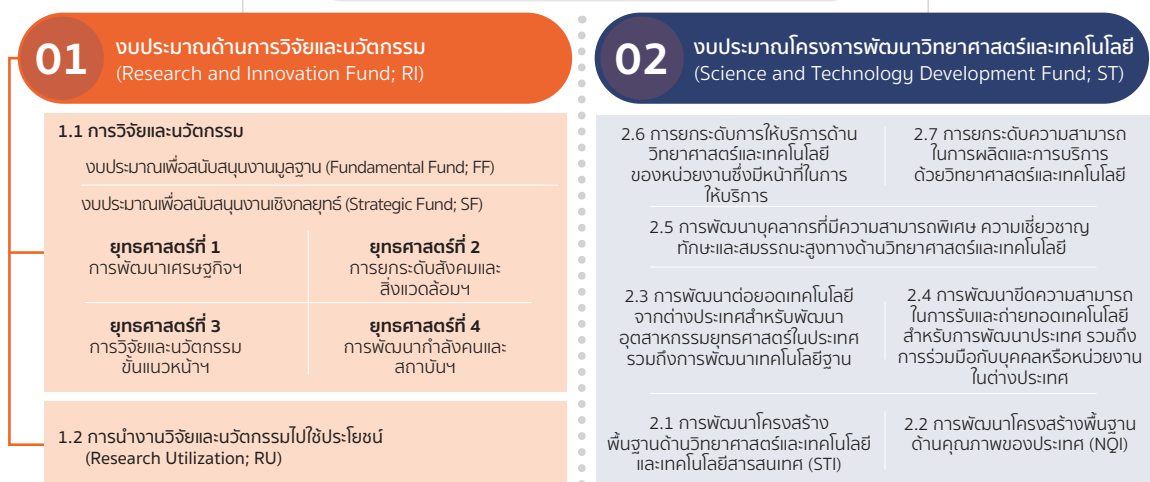 01
งบประมาณด้านการวิจัยและนวัตกรรม
(Research and Innovation Fund; RI)
1.1 การวิจัยและนวัตกรรม
งบประมาณเพื่อสนับสนุนงานมูลฐาน (Fundamental Fund; FF)
งบประมาณเพื่อสนับสนุนงานเชิงกลยุทธ์ (Strategic Fund; SF)
ยุทธศาสตร์ที่ 1
การพัฒนาเศรษฐกิจฯ
ยุทธศาสตร์ที่ 2
การยกระดับสังคมและ
สิ่งแวดล้อมฯ
ยุทธศาสตร์ที่ 3
การวิจัยและนวัตกรรม
ขั้นแนวหน้าฯ
ยุทธศาสตร์ที่ 4
การพัฒนากำลังคนและ
สถาบันฯ
1.2 การนำงานวิจัยและนวัตกรรมไปใช้ประโยชน์
(Research Utilization; RU)
02
งบประมาณโครงการพัฒนาวิทยาศาสตร์และเทคโนโลยี
(Science and Technology Development Fund; ST)
2.6 การยกระดับการให้บริการด้าน
วิทยาศาสตร์และเทคโนโลยี
ของหน่วยงานซึ่งมีหน้าที่ในการ
ให้บริการ
2.7 การยกระดับความสามารถ
ในการผลิตและการบริการ
ด้วยวิทยาศาสตร์และเทคโนโลยี
2.5 การพัฒนาบุคลากรที่มีความสามารถพิเศษ ความเชี่ยวชาญ
ทักษะและสมรรถนะสูงทางด้านวิทยาศาสตร์และเทคโนโลยี
2.3 การพัฒนาต่อยอดเทคโนโลยี
จากต่างประเทศสำหรับพัฒนา
อุตสาหกรรมยุทธศาสตร์ในประเทศ
รวมถึงการพัฒนาเทคโนโลยีฐาน
2.4 การพัฒนาขีดความสามารถ
ในการรับและถ่ายทอดเทคโนโลยี
สำหรับการพัฒนาประเทศ รวมถึง
การร่วมมือกับบุคคลหรือหน่วยงาน
ในต่างประเทศ
2.1 การพัฒนาโครงสร้าง
พื้นฐานด้านวิทยาศาสตร์และเทคโนโลยี
และเทคโนโลยีสารสนเทศ (STI)
2.2 การพัฒนาโครงสร้างพื้นฐาน
ด้านคุณภาพของประเทศ (NQI)